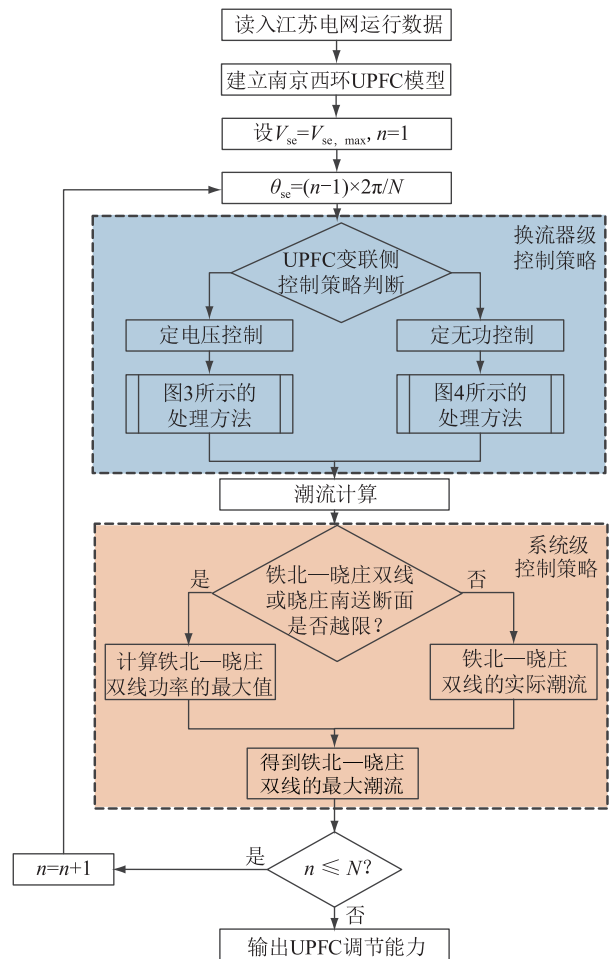 读入江苏电网运行数据
建立南京西环UPFC模型
设Vse=Vse, max, n=1
θse=(n−1)×2π/N
换流器级
控制策略
UPFC变联侧
控制策略判断
定电压控制
定无功控制
图3所示的
处理方法
图4所示的
处理方法
潮流计算
系统级
控制策略
铁北—晓庄双线
或晓庄南送断面
是否越限?
是
否
计算铁北—晓庄
双线功率的最大值
铁北—晓庄
双线的实际潮流
得到铁北—晓庄
双线的最大潮流
n ≤ N?
是
n=n+1
否
输出UPFC调节能力